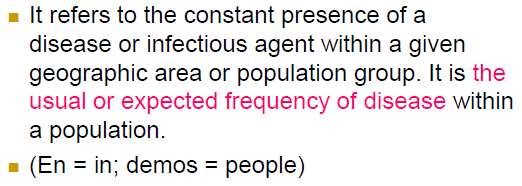 It refers to the constant presence of a
disease or infectious agent within a given
geographic area or population group. It is the
usual or expected frequency of disease within
a population.
(En = in; demos = people)